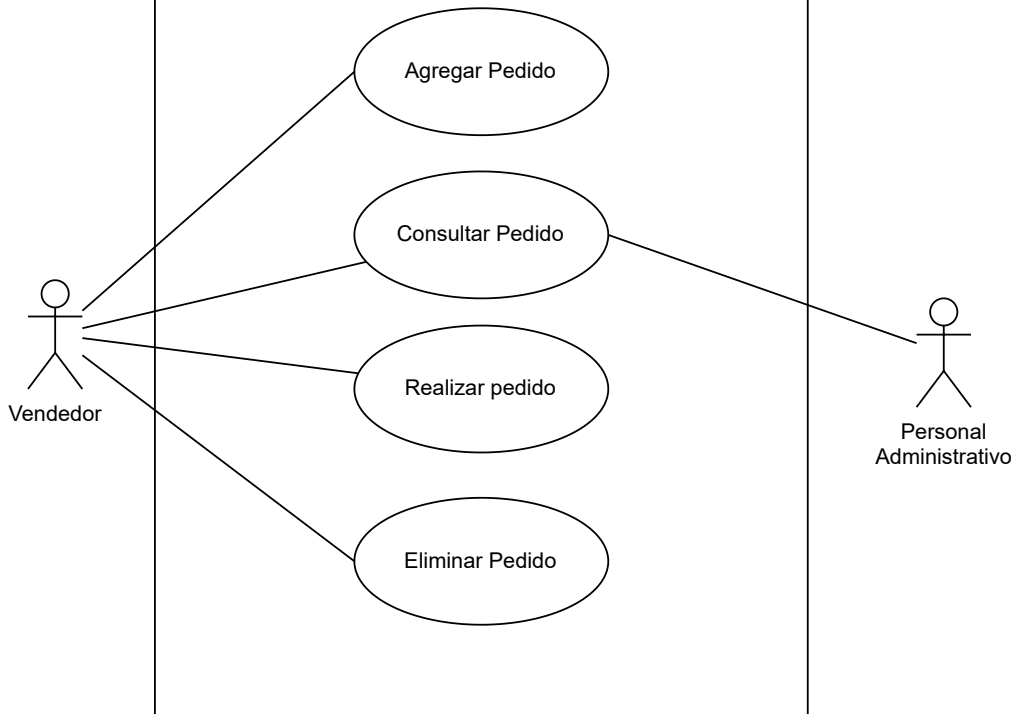 Agregar Pedido
Consultar Pedido
Realizar pedido
Vendedor
Personal
Administrativo
Eliminar Pedido